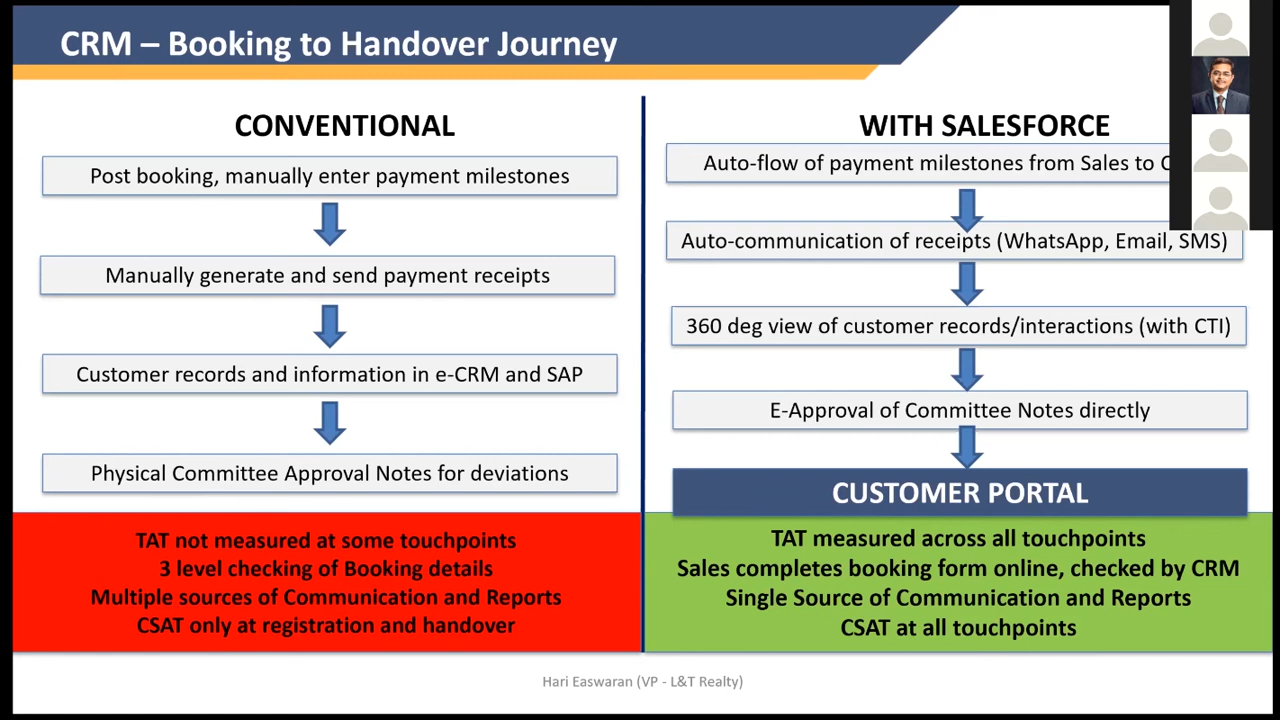 CRM – Booking to Handover Journey
CONVENTIONAL
Post booking, manually enter payment milestones
Manually generate and send payment receipts
Customer records and information in e-CRM and SAP
Physical Committee Approval Notes for deviations
TAT not measured at some touchpoints
3 level checking of Booking details
Multiple sources of Communication and Reports
CSAT only at registration and handover
WITH SALESFORCE
Auto-flow of payment milestones from Sales to
Auto-communication of receipts (WhatsApp, Email, SMS)
360 deg view of customer records/interactions (with CTI)
E-Approval of Committee Notes directly
CUSTOMER PORTAL
TAT measured across all touchpoints
Sales completes booking form online, checked by CRM
Single Source of Communication and Reports
CSAT at all touchpoints
Hari Easwaran (VP - L&T Realty)